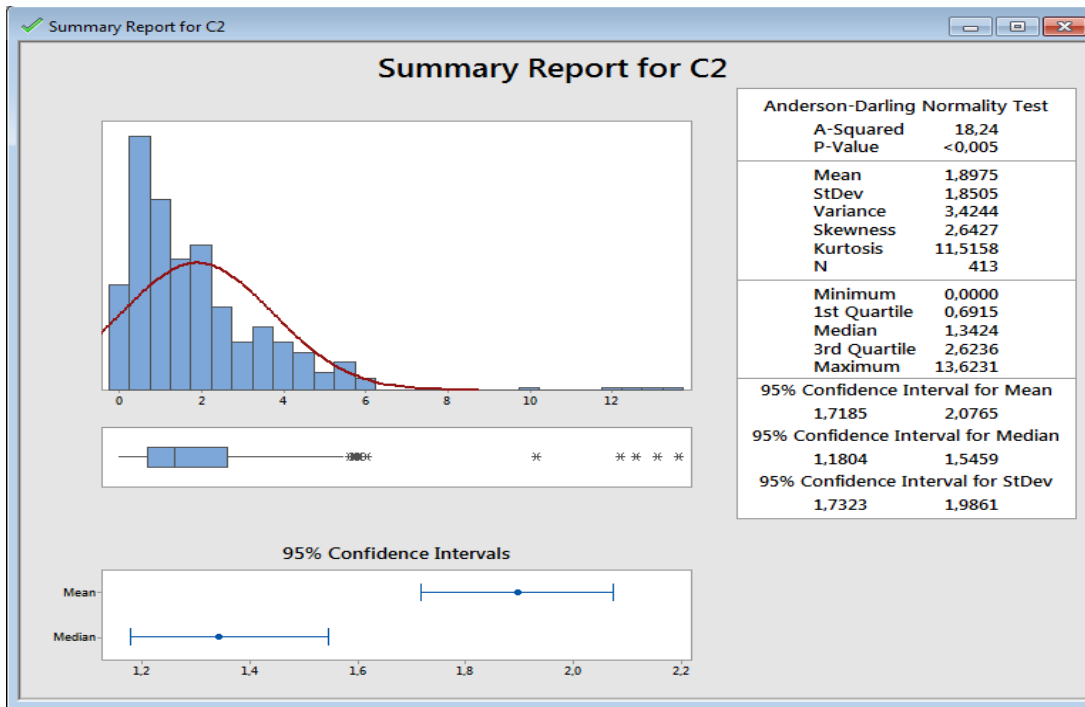 Summary Report for C2
Summary Report for C2
0 2 4 6 8 10 12
95% Confidence Intervals
Mean
Median
1,2 1,4 1,6 1,8 2,0 2,2
Anderson-Darling Normality Test
A-Squared 18,24
P-Value <0,005
Mean 1,8975
StDev 1,8505
Variance 3,4244
Skewness 2,6427
Kurtosis 11,5158
N 413
Minimum 0,0000
1st Quartile 0,6915
Median 1,3424
3rd Quartile 2,6236
Maximum 13,6231
95% Confidence Interval for Mean
1,7185 2,0765
95% Confidence Interval for Median
1,1804 1,5459
95% Confidence Interval for StDev
1,7323 1,9861